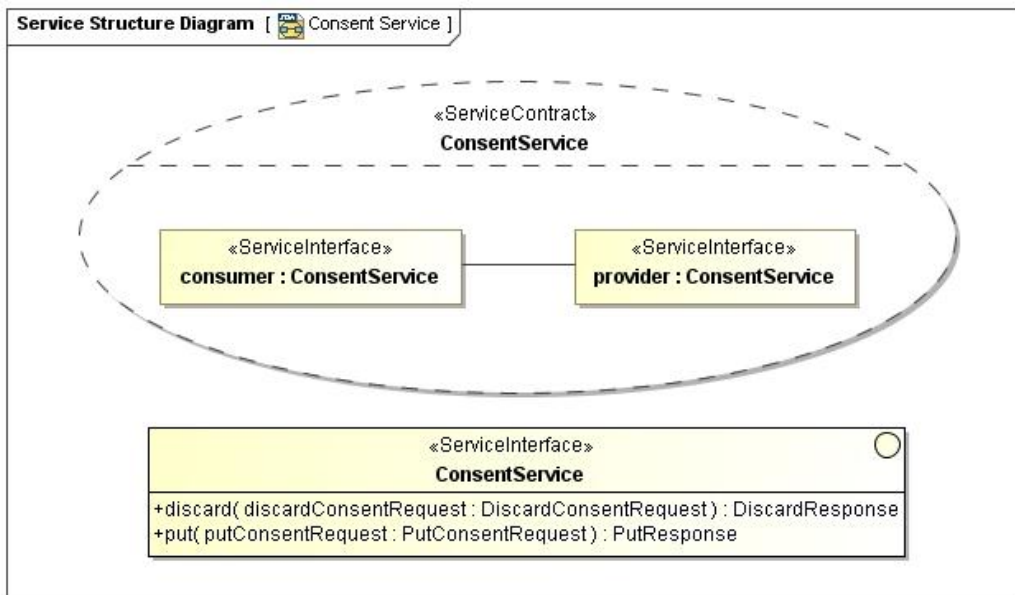 Service Structure Diagram [ Consent Service ]
«ServiceContract»
ConsentService
«ServiceInterface»
consumer : ConsentService
«ServiceInterface»
provider : ConsentService
«ServiceInterface»
ConsentService
+discard( discardConsentRequest : DiscardConsentRequest ) : DiscardResponse
+put( putConsentRequest : PutConsentRequest ) : PutResponse